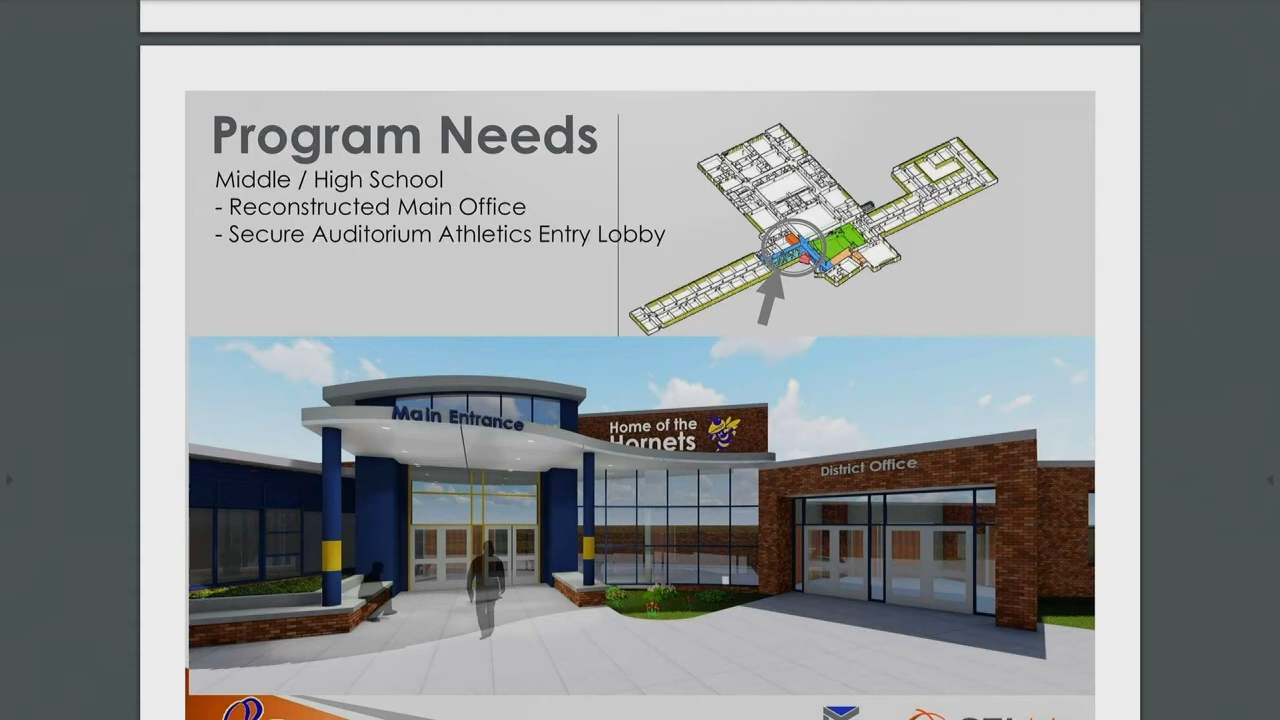 Program Needs
Middle / High School
- Reconstructed Main Office
- Secure Auditorium Athletics Entry Lobby
Main Entrance
Home of the
Hornets
District Office